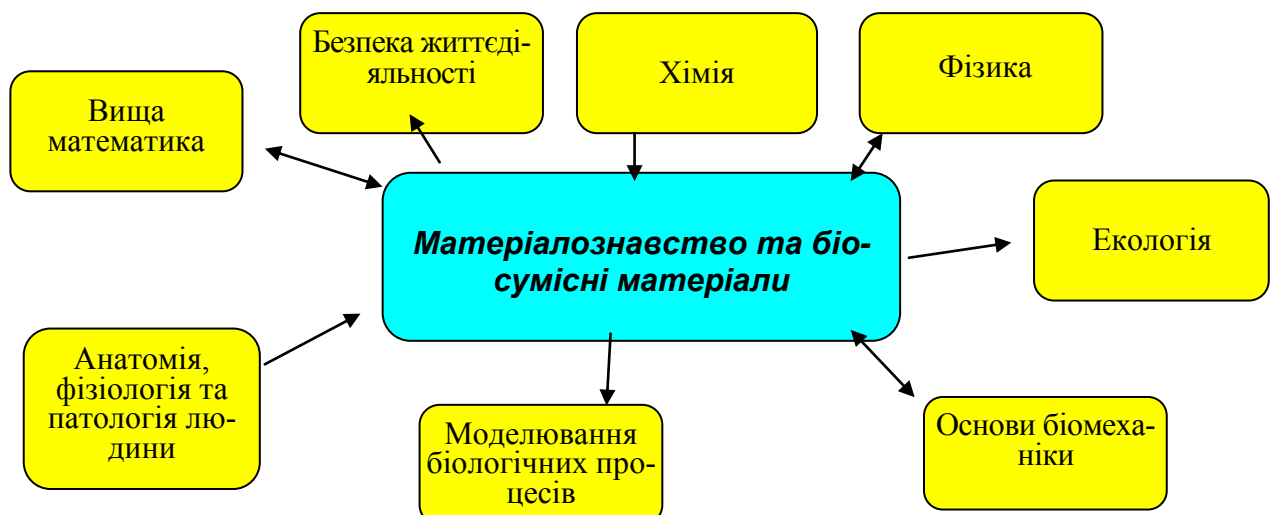 Безпека життєді-
яльності
Хімія
Фізика
Вища
математика
Матеріалознавство та біо-
сумісні матеріали
Екологія
Анатомія,
фізіологія та
патологія лю-
дини
Моделювання
біологічних про-
цесів
Основи біомеха-
ніки